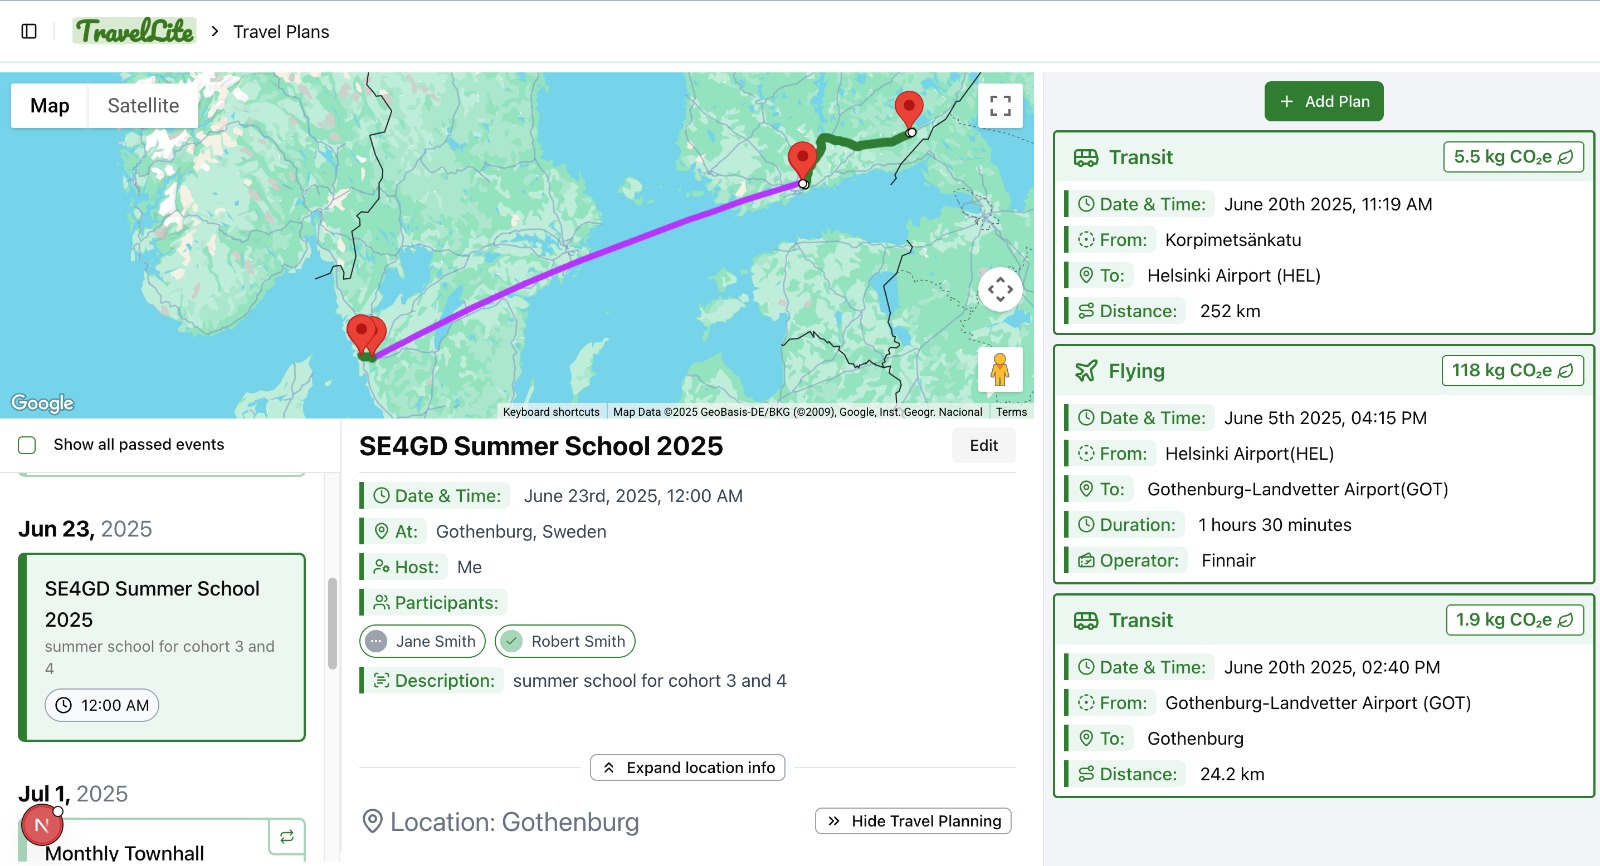 TravelLite
Travel Plans
Map
Satellite
Google
Keyboard shortcuts
Map Data ©2025 GeoBasis-DE/BKG (©2009), Google, Inst. Geogr. Nacional
Terms
Show all passed events
Jun 23, 2025
SE4GD Summer School
2025
summer school for cohort 3 and
4
12:00 AM
Jul 1, 2025
N
Monthly Townhall
SE4GD Summer School 2025
Edit
Date & Time: June 23rd, 2025, 12:00 AM
At: Gothenburg, Sweden
Host: Me
Participants:
Jane Smith
Robert Smith
Description: summer school for cohort 3 and 4
Expand location info
Location: Gothenburg
Hide Travel Planning
+ Add Plan
Transit
5.5 kg CO₂e
Date & Time: June 20th 2025, 11:19 AM
From: Korpimetsänkatu
To: Helsinki Airport (HEL)
Distance: 252 km
Flying
118 kg CO₂e
Date & Time: June 5th 2025, 04:15 PM
From: Helsinki Airport(HEL)
To: Gothenburg-Landvetter Airport(GOT)
Duration: 1 hours 30 minutes
Operator: Finnair
Transit
1.9 kg CO₂e
Date & Time: June 20th 2025, 02:40 PM
From: Gothenburg-Landvetter Airport (GOT)
To: Gothenburg
Distance: 24.2 km